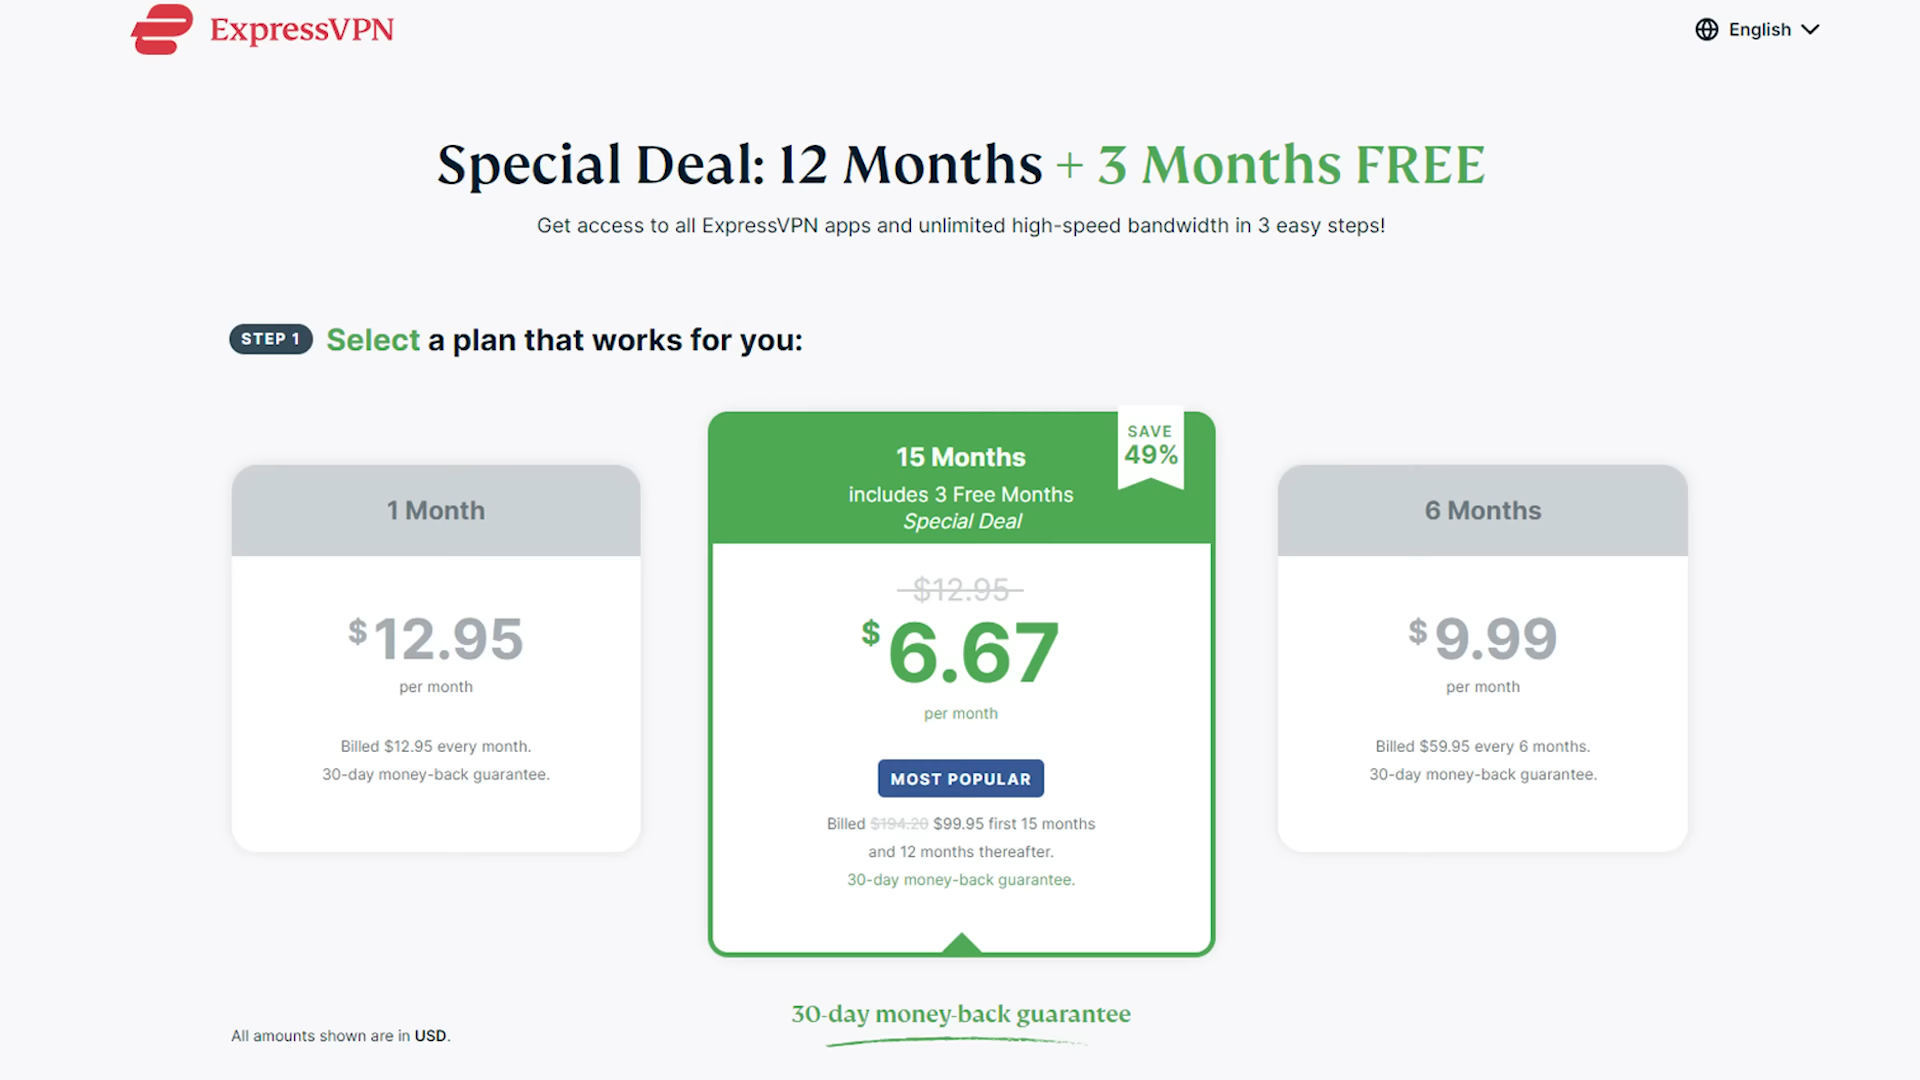 ExpressVPN
English
Special Deal: 12 Months + 3 Months FREE
Get access to all ExpressVPN apps and unlimited high-speed bandwidth in 3 easy steps!
STEP 1 Select a plan that works for you:
1 Month
$12.95
per month
Billed $12.95 every month.
30-day money-back guarantee.
SAVE
49%
15 Months
includes 3 Free Months
Special Deal
$12.95
$6.67
per month
MOST POPULAR
Billed $194.20 $99.95 first 15 months
and 12 months thereafter.
30-day money-back guarantee.
6 Months
$9.99
per month
Billed $59.95 every 6 months.
30-day money-back guarantee.
30-day money-back guarantee
All amounts shown are in USD.